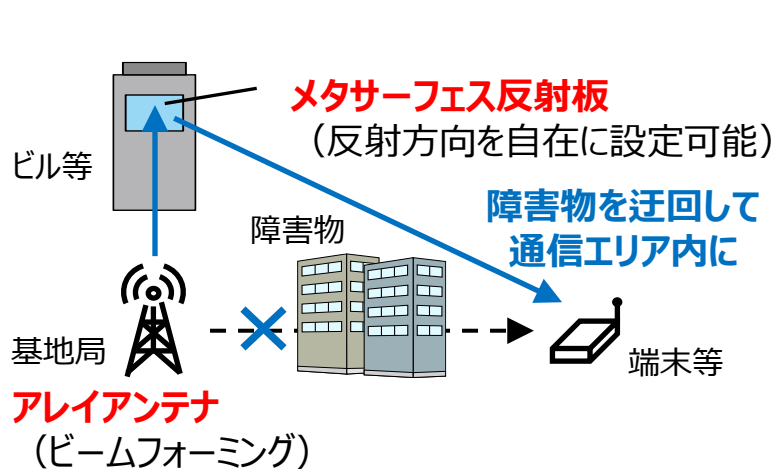 メタサーフェス反射板
（反射方向を自在に設定可能）
ビル等
障害物を迂回して
通信エリア内に
障害物
基地局
端末等
アレイアンテナ
（ビームフォーミング）